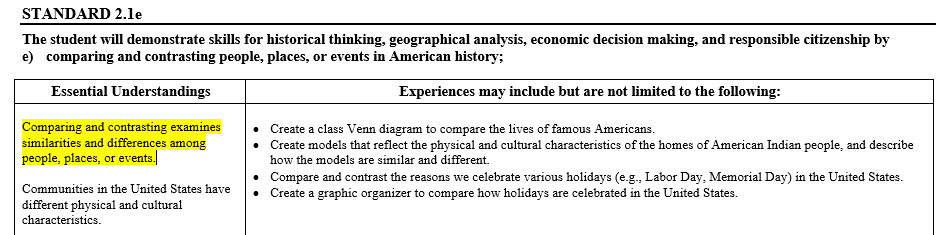 STANDARD 2.1e
The student will demonstrate skills for historical thinking, geographical analysis, economic decision making, and responsible citizenship by
e) comparing and contrasting people, places, or events in American history;
Essential Understandings
Experiences may include but are not limited to the following:
Comparing and contrasting examines
similarities and differences among
people, places, or events.
Communities in the United States have
different physical and cultural
characteristics.
• Create a class Venn diagram to compare the lives of famous Americans.
• Create models that reflect the physical and cultural characteristics of the homes of American Indian people, and describe
how the models are similar and different.
• Compare and contrast the reasons we celebrate various holidays (e.g., Labor Day, Memorial Day) in the United States.
• Create a graphic organizer to compare how holidays are celebrated in the United States.